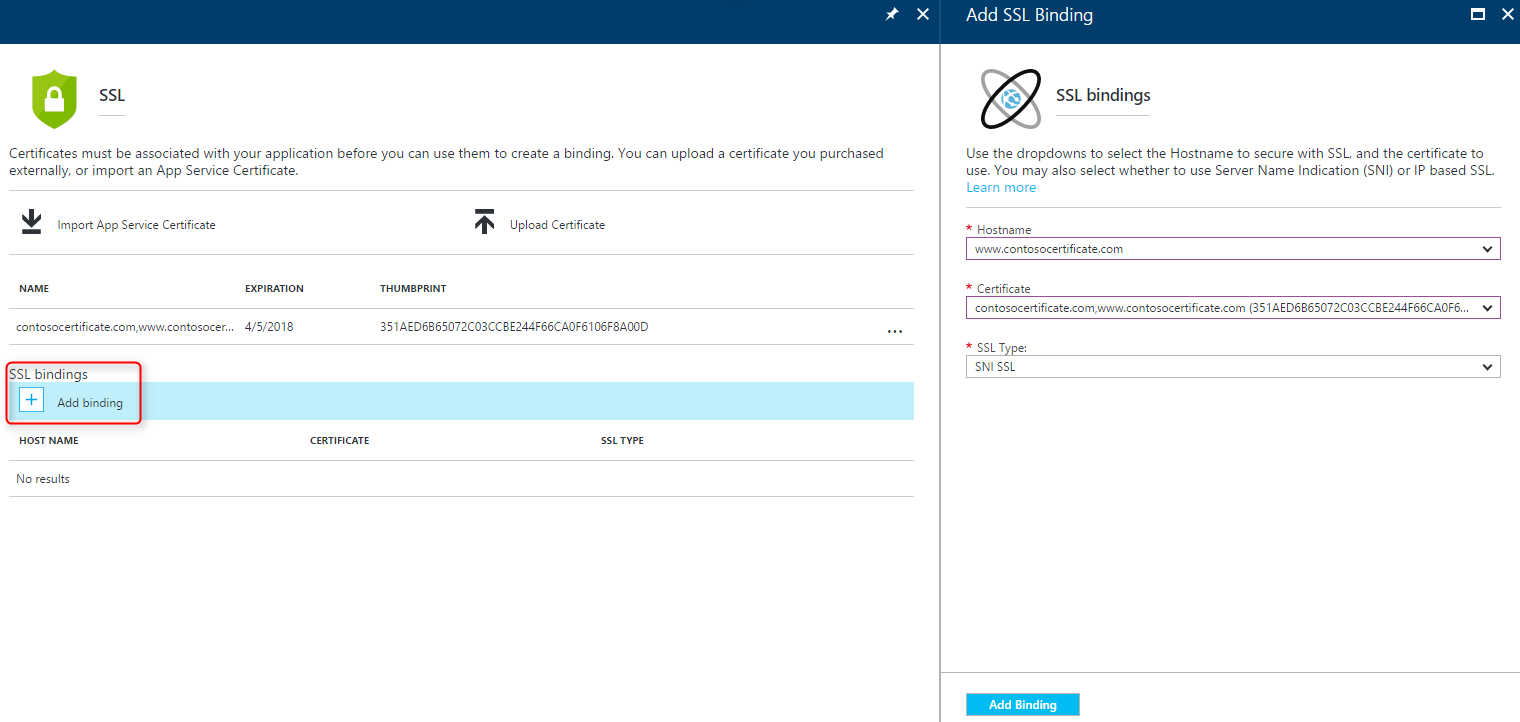 Add SSL Binding
SSL
Certificates must be associated with your application before you can use them to create a binding. You can upload a certificate you purchased
externally, or import an App Service Certificate.
Import App Service Certificate
Upload Certificate
NAME EXPIRATION THUMBPRINT
contosocertificate.com,www.contosocer... 4/5/2018 351AED6B65072C03CCBE244F66CA0F6106F8A00D ...
SSL bindings
+ Add binding
HOST NAME CERTIFICATE SSL TYPE
No results
SSL bindings
Use the dropdowns to select the Hostname to secure with SSL, and the certificate to
use. You may also select whether to use Server Name Indication (SNI) or IP based SSL.
Learn more
* Hostname
www.contosocertificate.com
* Certificate
contosocertificate.com,www.contosocertificate.com (351AED6B65072C03CCBE244F66CA0F6...
* SSL Type:
SNI SSL
Add Binding